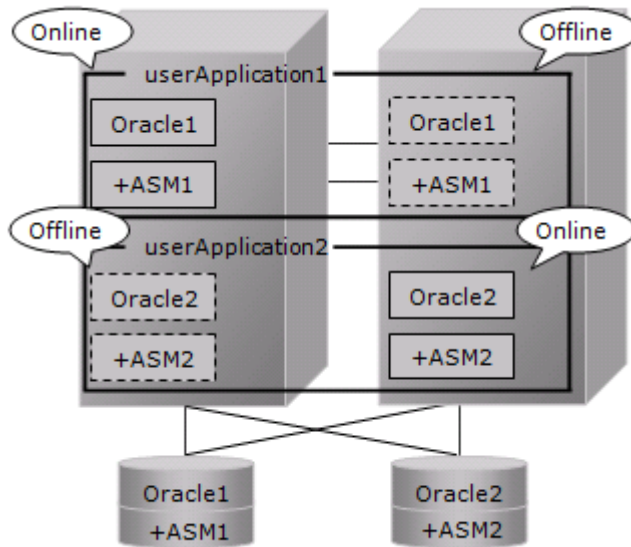 Online
Offline
userApplication1
Oracle1
Oracle1
+ASM1
+ASM1
Offline
Online
userApplication2
Oracle2
Oracle2
+ASM2
+ASM2
Oracle1
Oracle2
+ASM1
+ASM2